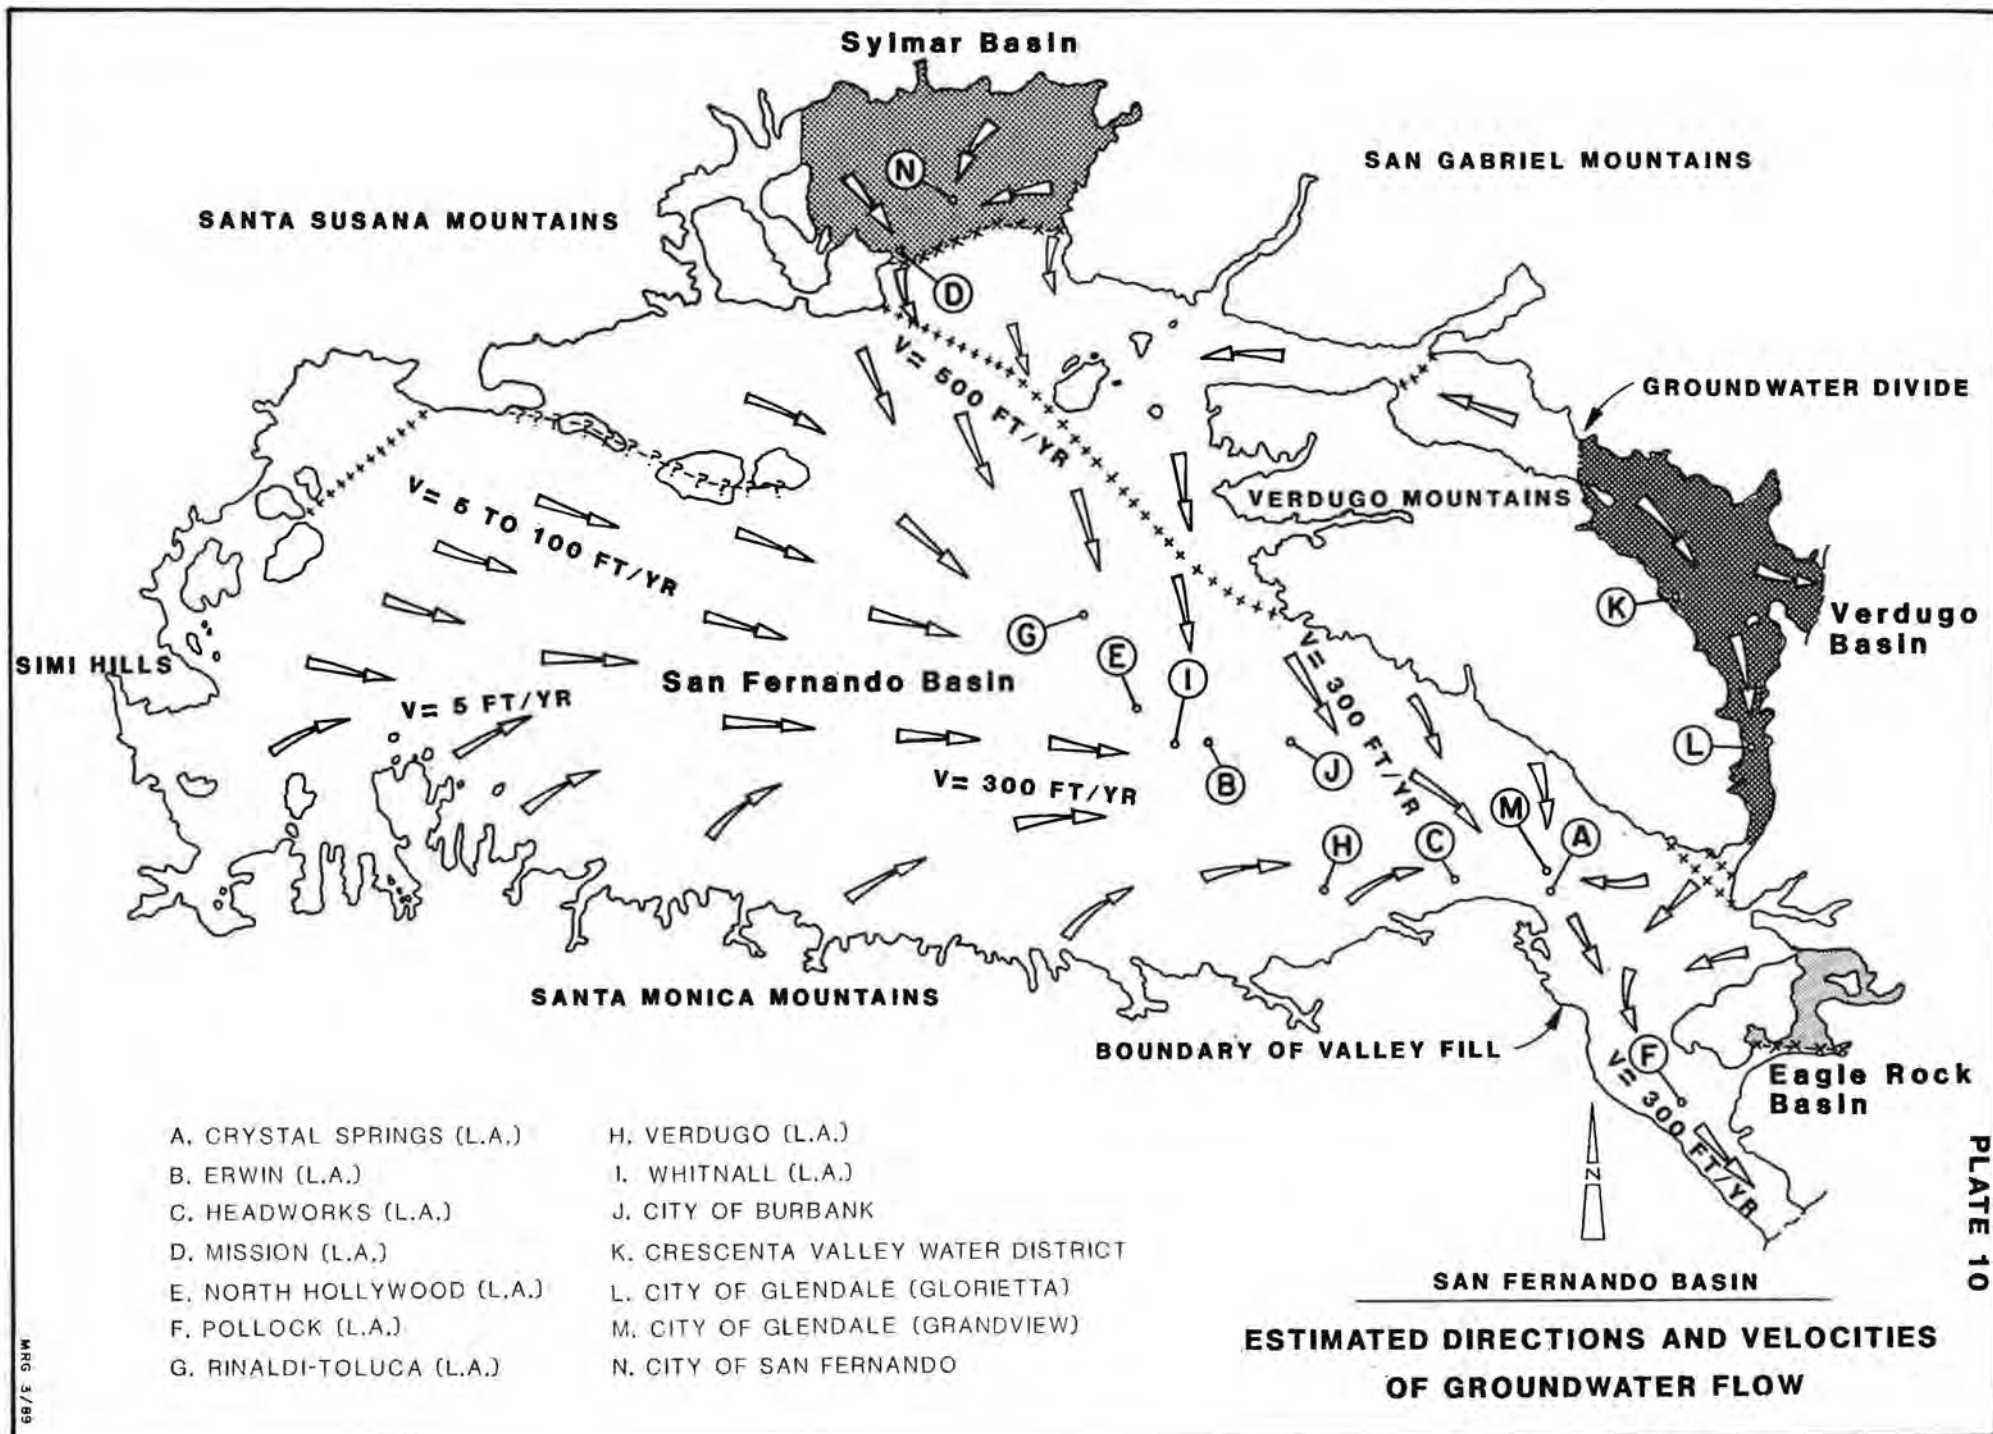 Sylmar Basin
SAN GABRIEL MOUNTAINS
SANTA SUSANA MOUNTAINS
N
D
V= 500 FT/YR
GROUNDWATER DIVIDE
VERDUGO MOUNTAINS
V= 5 TO 100 FT/YR
K
Verdugo
Basin
G
E
SIMI HILLS
San Fernando Basin
I
V= 300 FT/YR
V= 5 FT/YR
L
B
J
V= 300 FT/YR
M
A
H
C
SANTA MONICA MOUNTAINS
BOUNDARY OF VALLEY FILL
F
V= 300 FT/YR
Eagle Rock
Basin
A. CRYSTAL SPRINGS (L.A.)
B. ERWIN (L.A.)
C. HEADWORKS (L.A.)
D. MISSION (L.A.)
E. NORTH HOLLYWOOD (L.A.)
F. POLLOCK (L.A.)
G. RINALDI-TOLUCA (L.A.)
H. VERDUGO (L.A.)
I. WHITNALL (L.A.)
J. CITY OF BURBANK
K. CRESCENTA VALLEY WATER DISTRICT
L. CITY OF GLENDALE (GLORIETTA)
M. CITY OF GLENDALE (GRANDVIEW)
N. CITY OF SAN FERNANDO
N
SAN FERNANDO BASIN
ESTIMATED DIRECTIONS AND VELOCITIES
OF GROUNDWATER FLOW
PLATE 10
MRG 3/89